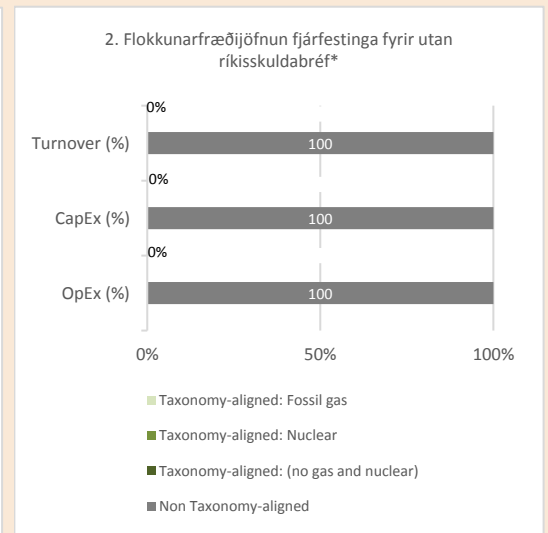 2. Flokkunarfræðijöfnun fjárfestinga fyrir utan
ríkisskuldabréf*
0%
Turnover (%)
100
0%
CapEx (%)
100
0%
OpEx (%)
100
0%
50%
100%
Taxonomy-aligned: Fossil gas
Taxonomy-aligned: Nuclear
Taxonomy-aligned: (no gas and nuclear)
Non Taxonomy-aligned